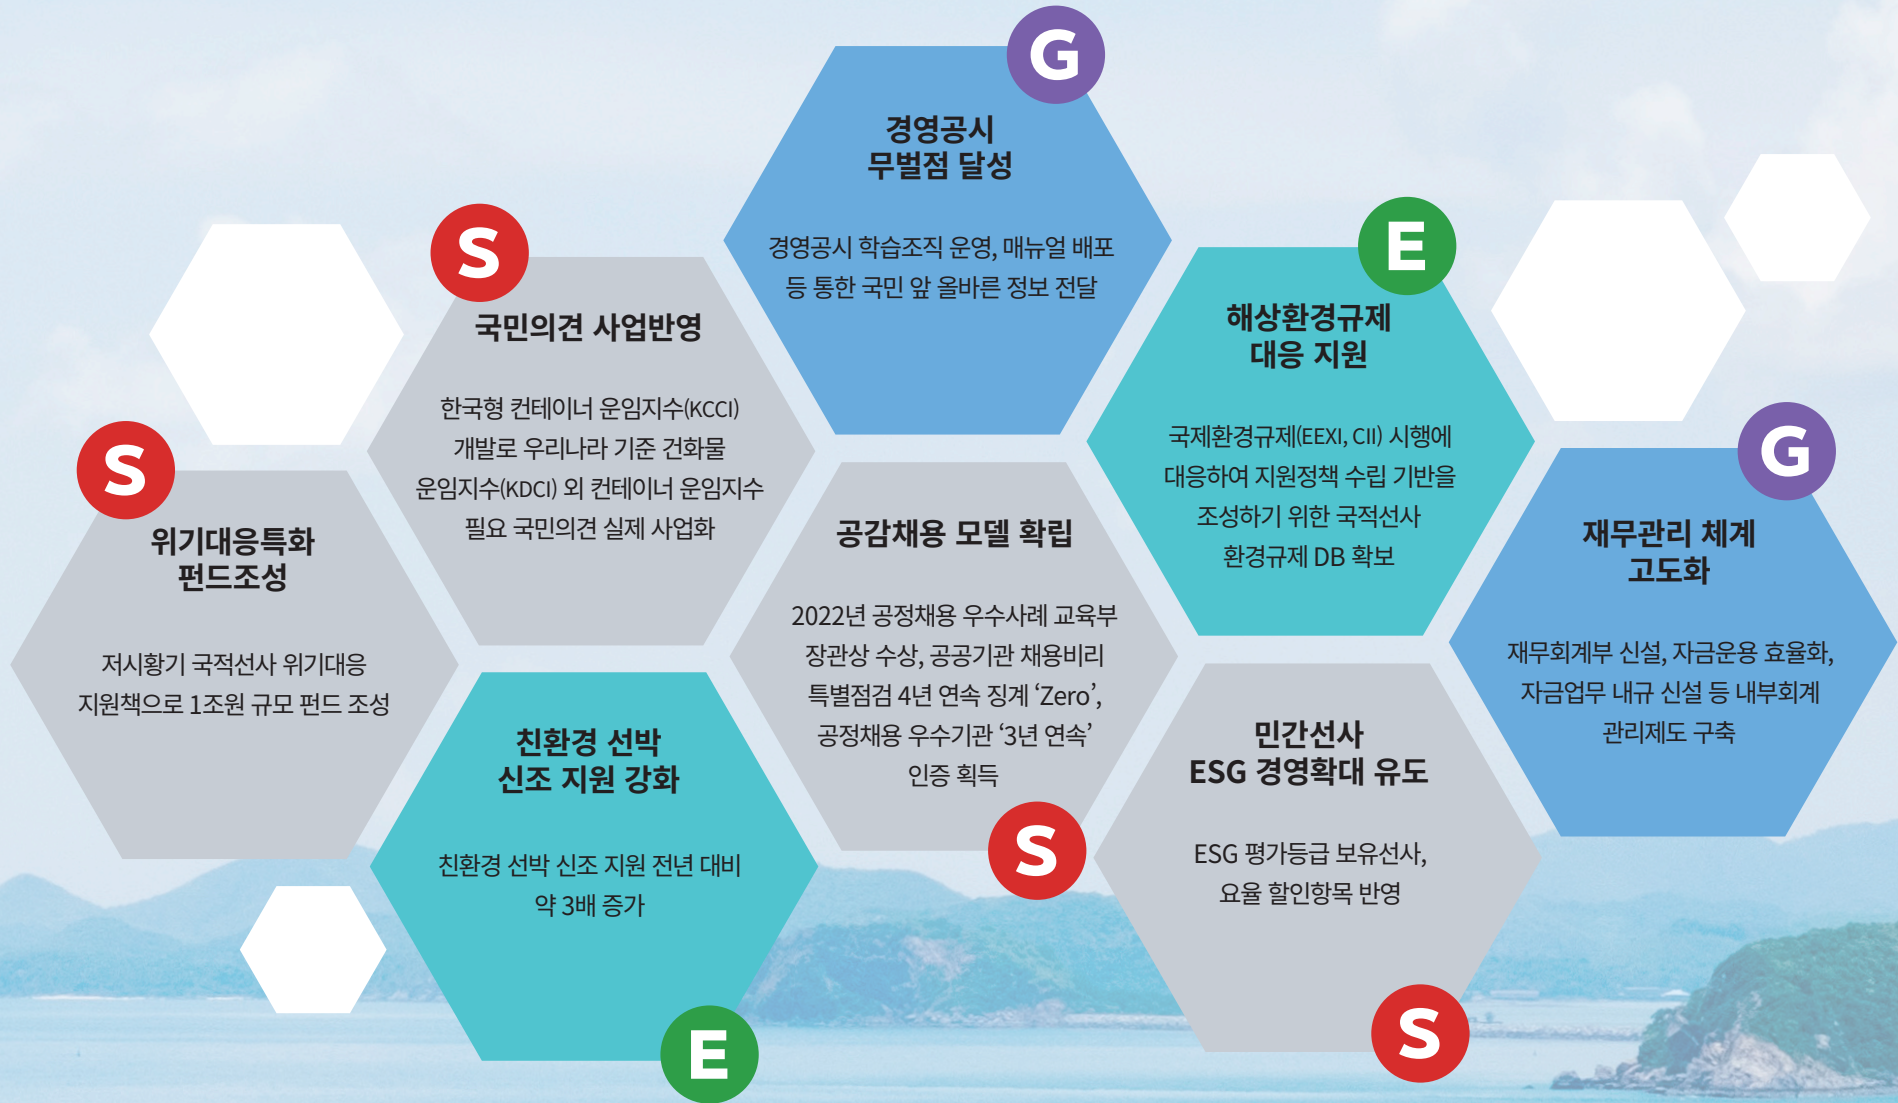 G
경영공시
무벌점 달성
경영공시 학습조직 운영, 매뉴얼 배포
등 통한 국민 앞 올바른 정보 전달
S
국민의견 사업반영
한국형 컨테이너 운임지수(KCCI)
개발로 우리나라 기준 건화물
운임지수(KDCI) 외 컨테이너 운임지수
필요 국민의견 실제 사업화
E
해상환경규제
대응 지원
국제환경규제(EEXI, CII) 시행에
대응하여 지원정책 수립 기반을
조성하기 위한 국적선사
환경규제 DB 확보
S
위기대응특화
펀드조성
저시황기 국적선사 위기대응
지원책으로 1조원 규모 펀드 조성
공감채용 모델 확립
2022년 공정채용 우수사례 교육부
장관상 수상, 공공기관 채용비리
특별점검 4년 연속 징계 ‘Zero’,
공정채용 우수기관 ‘3년 연속’
인증 획득
S
G
재무관리 체계
고도화
재무회계부 신설, 자금운용 효율화,
자금업무 내규 신설 등 내부회계
관리제도 구축
친환경 선박
신조 지원 강화
친환경 선박 신조 지원 전년 대비
약 3배 증가
E
민간선사
ESG 경영확대 유도
ESG 평가등급 보유선사,
요율 할인항목 반영
S